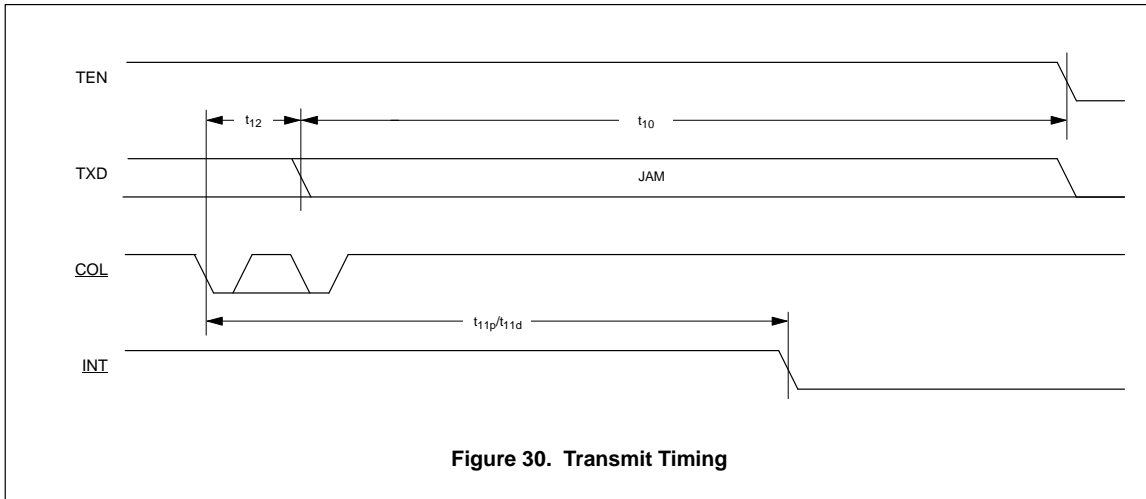 TEN
t12
t10
TXD
JAM
COL
t11p/t11d
INT
Figure 30. Transmit Timing